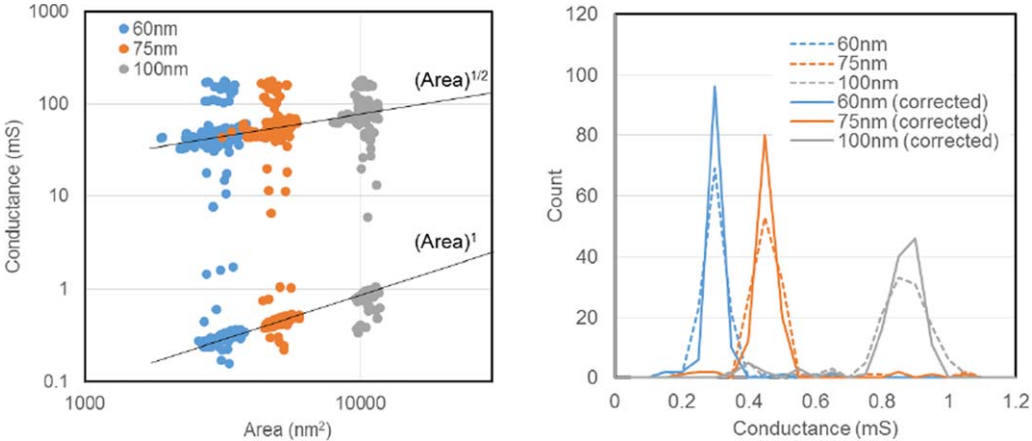 1000
100
10
1
0.1
1000
10000
Conductance (mS)
Area (nm²)
60nm
75nm
100nm
(Area)^1/2
(Area)^1
120
100
80
60
40
20
0
0
0.2
0.4
0.6
0.8
1
1.2
Count
Conductance (mS)
60nm
75nm
100nm
60nm (corrected)
75nm (corrected)
100nm (corrected)